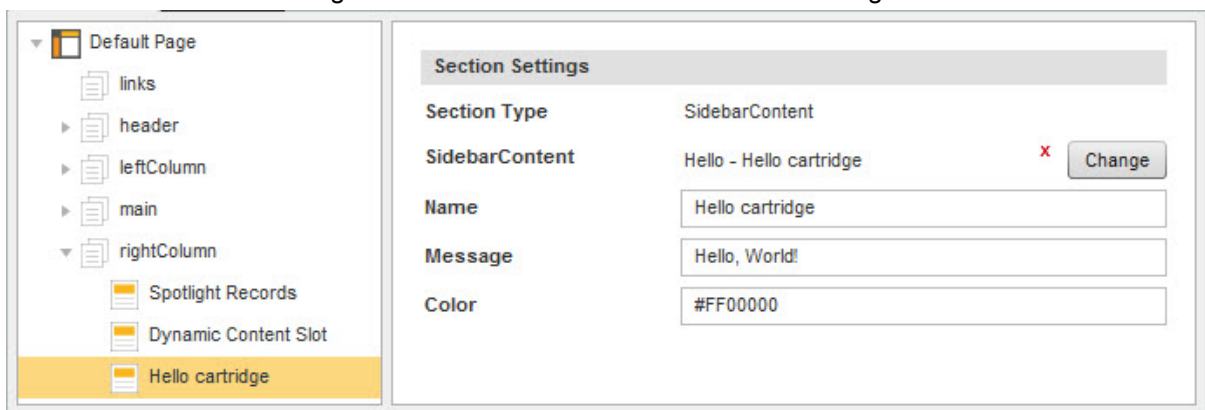 Default Page
links
header
leftColumn
main
rightColumn
Spotlight Records
Dynamic Content Slot
Hello cartridge
Section Settings
Section Type SidebarContent
SidebarContent Hello - Hello cartridge x Change
Name Hello cartridge
Message Hello, World!
Color #FF00000